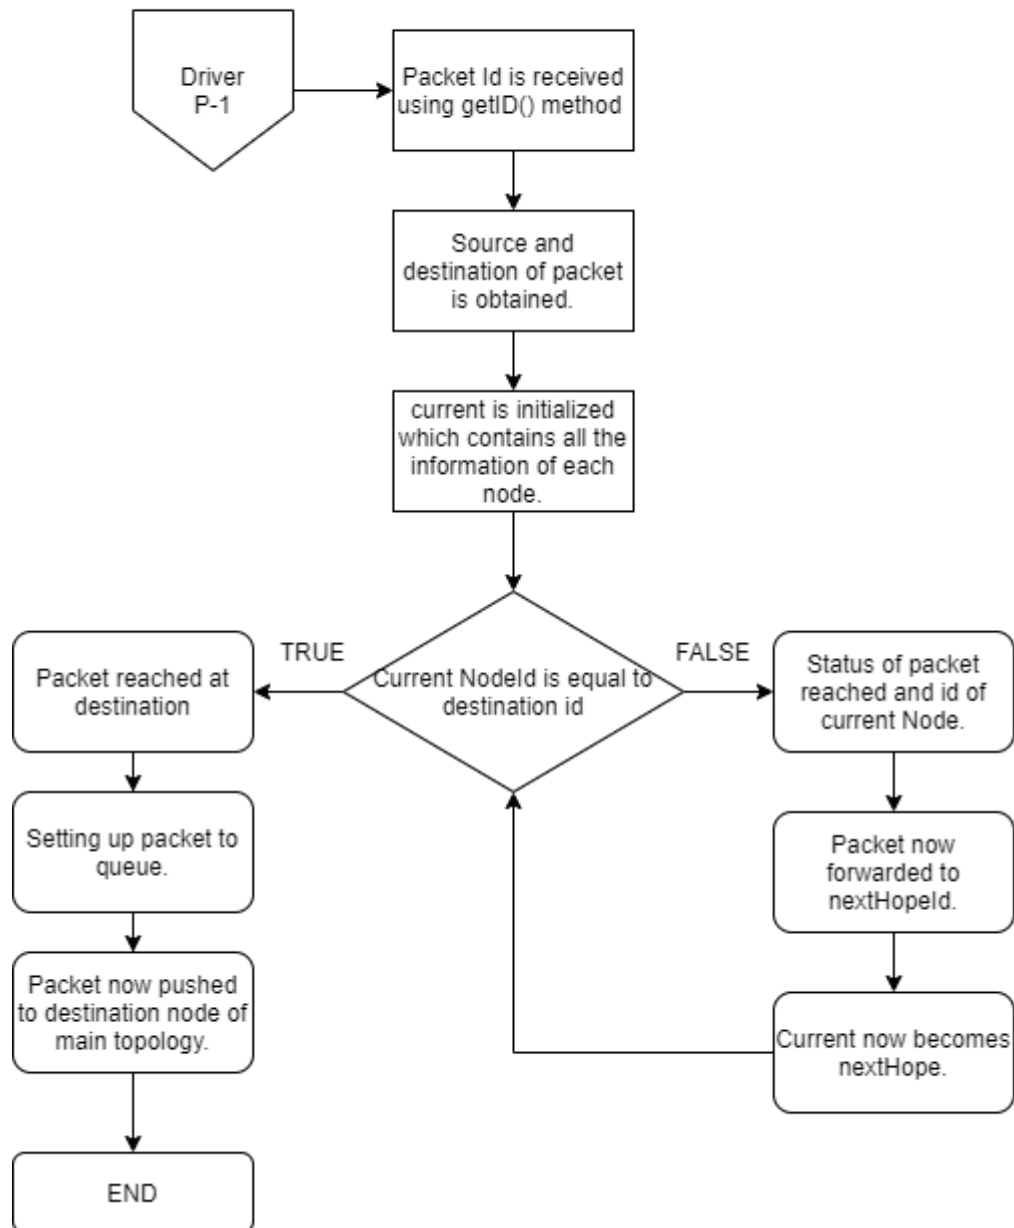 Driver
P-1
Packet Id is received
using getID() method
Source and
destination of packet
is obtained.
current is initialized
which contains all the
information of each
node.
Current NodeId is equal to
destination id
TRUE
FALSE
Packet reached at
destination
Setting up packet to
queue.
Packet now pushed
to destination node of
main topology.
END
Status of packet
reached and id of
current Node.
Packet now
forwarded to
nextHopeId.
Current now becomes
nextHope.